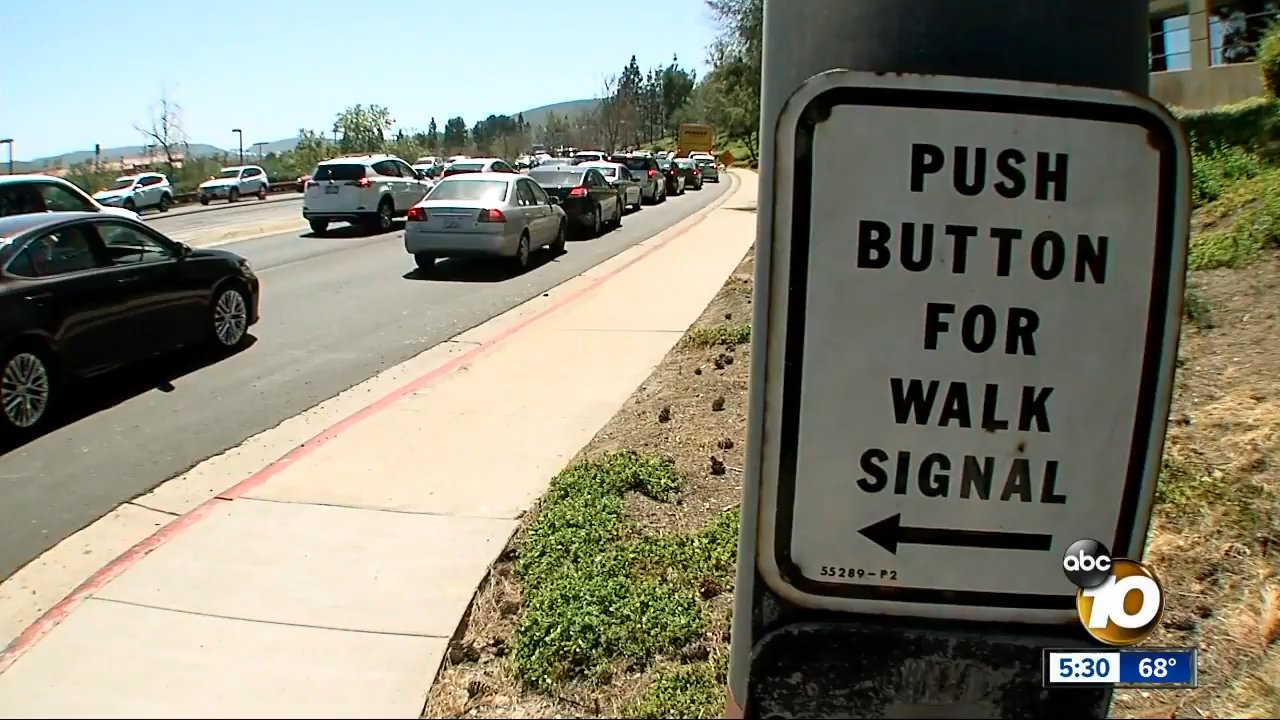 PUSH
BUTTON
FOR
WALK
SIGNAL
55289-P2
abc
10
5:30 68°